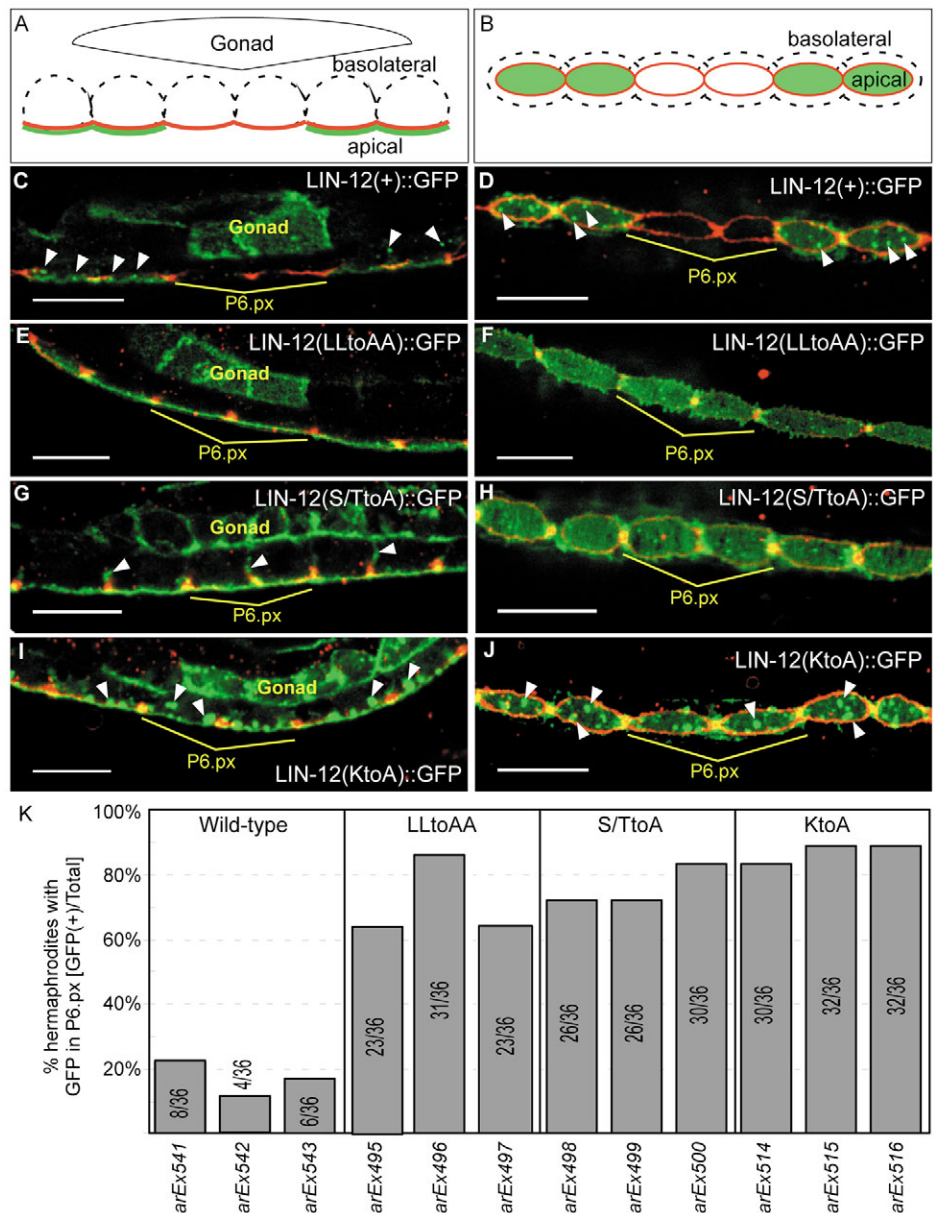 A
Gonad
basolateral
apical
B
basolateral
apical
C
LIN-12(+)::GFP
Gonad
P6.px
D
LIN-12(+)::GFP
P6.px
E
LIN-12(LLtoAA)::GFP
Gonad
P6.px
F
LIN-12(LLtoAA)::GFP
P6.px
G
LIN-12(S/TtoA)::GFP
Gonad
P6.px
H
LIN-12(S/TtoA)::GFP
P6.px
I
Gonad
P6.px
LIN-12(KtoA)::GFP
J
LIN-12(KtoA)::GFP
P6.px
K
% hermaphrodites with
GFP in P6.px [GFP(+)/Total]
100%
80%
60%
40%
20%
Wild-type
LLtoAA
S/TtoA
KtoA
8/36
4/36
6/36
23/36
31/36
23/36
26/36
26/36
30/36
30/36
32/36
32/36
arEx541
arEx542
arEx543
arEx495
arEx496
arEx497
arEx498
arEx499
arEx500
arEx514
arEx515
arEx516